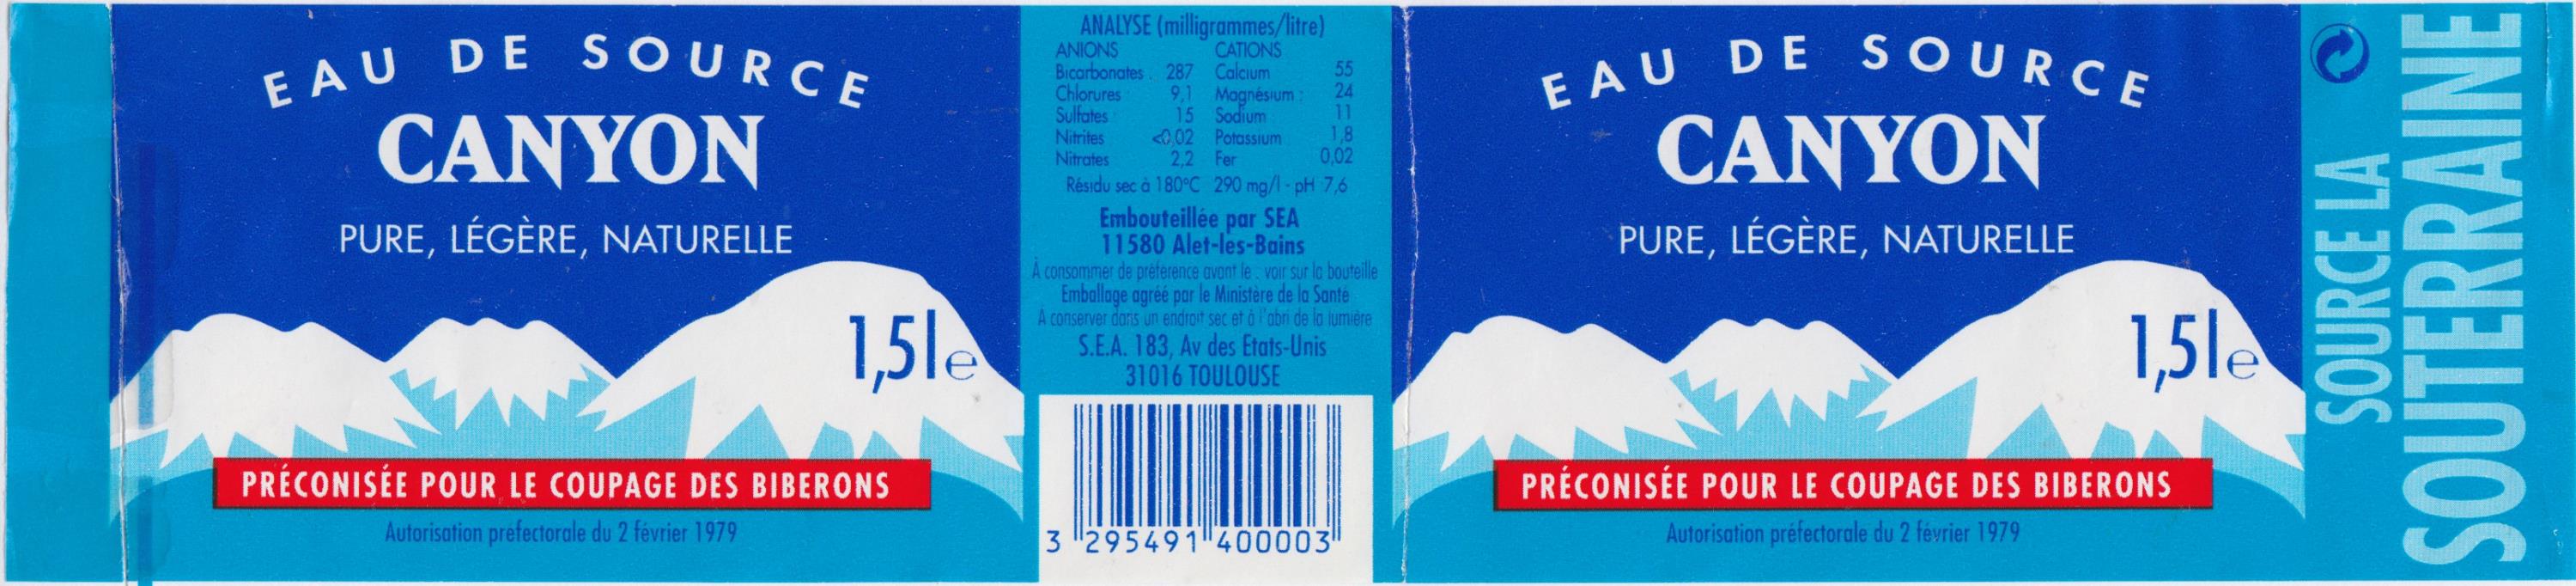 EAU DE SOURCE
CANYON
PURE, LÉGÈRE, NATURELLE
1,5l e
PRÉCONISÉE POUR LE COUPAGE DES BIBERONS
Autorisation préfectorale du 2 février 1979
ANALYSE (milligrammes/litre)
ANIONS CATIONS
Bicarbonates : 287 Calcium 55
Chlorures 9,1 Magnésium : 24
Sulfates 15 Sodium 11
Nitrites <0,02 Potassium 1,8
Nitrates 2,2 Fer 0,02
Résidu sec à 180°C 290 mg/l - pH 7,6
Embouteillée par SEA
11580 Alet-les-Bains
À consommer de préférence avant le : voir sur la bouteille
Emballage agréé par le Ministère de la Santé
A conserver dans un endroit sec et à l'abri de la lumière
S.E.A. 183, Av des Etats-Unis
31016 TOULOUSE
3 295491 400003
EAU DE SOURCE
CANYON
PURE, LÉGÈRE, NATURELLE
1,5l e
PRÉCONISÉE POUR LE COUPAGE DES BIBERONS
Autorisation préfectorale du 2 février 1979
SOURCE LA
SOUTERRAINE